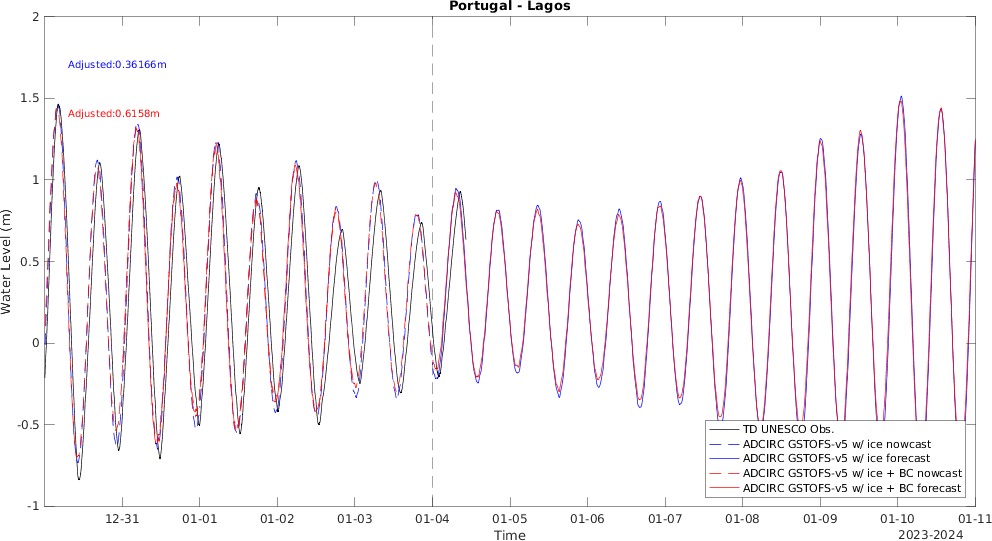 Portugal - Lagos
2
Adjusted:0.36166m
1.5
Adjusted:0.6158m
1
0.5
0
-0.5
-1
Water Level (m)
TD UNESCO Obs.
ADCIRC GSTOFS-v5 w/ ice nowcast
ADCIRC GSTOFS-v5 w/ ice forecast
ADCIRC GSTOFS-v5 w/ ice + BC nowcast
ADCIRC GSTOFS-v5 w/ ice + BC forecast
12-31 01-01 01-02 01-03 01-04 01-05 01-06 01-07 01-08 01-09 01-10 01-11
2023-2024
Time